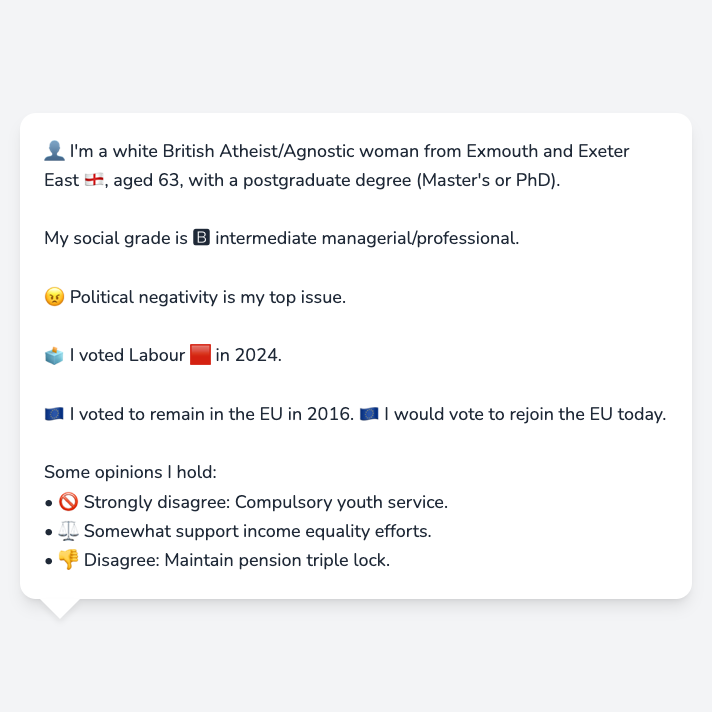 👤 I'm a white British Atheist/Agnostic woman from Exmouth and Exeter
East 🏴󠁧󠁢󠁥󠁮󠁧󠁿, aged 63, with a postgraduate degree (Master's or PhD).
My social grade is 🅱 intermediate managerial/professional.
😠 Political negativity is my top issue.
🗳️ I voted Labour 🟥 in 2024.
🇪🇺 I voted to remain in the EU in 2016. 🇪🇺 I would vote to rejoin the EU today.
Some opinions I hold:
• 🚫 Strongly disagree: Compulsory youth service.
• ⚖️ Somewhat support income equality efforts.
• 👎 Disagree: Maintain pension triple lock.